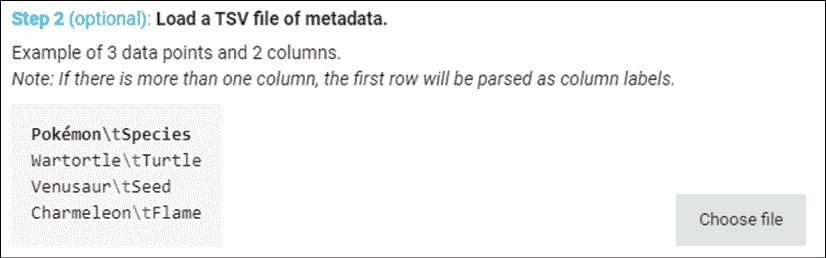 Step 2 (optional): Load a TSV file of metadata.
Example of 3 data points and 2 columns.
Note: If there is more than one column, the first row will be parsed as column labels.
Pokémon\tSpecies
Wartortle\tTurtle
Venusaur\tSeed
Charmeleon\tFlame
Choose file